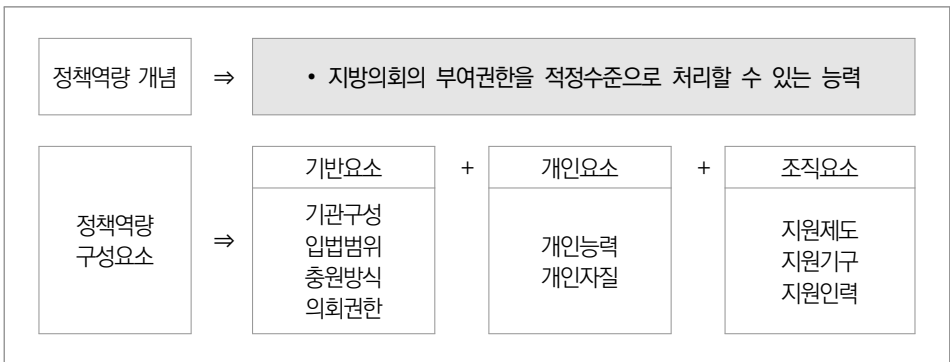 정책역량 개념 ⇒ • 지방의회의 부여권한을 적정수준으로 처리할 수 있는 능력
기반요소 + 개인요소 + 조직요소
정책역량
구성요소
⇒
기관구성
입법범위
충원방식
의회권한
개인능력
개인자질
지원제도
지원기구
지원인력